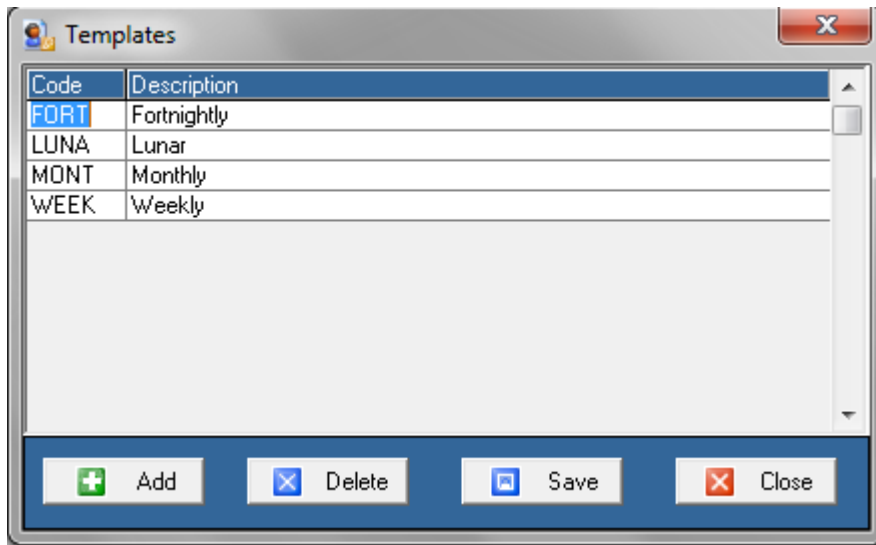 Templates
Code Description
FORT Fortnightly
LUNA Lunar
MONT Monthly
WEEK Weekly
Add Delete Save Close